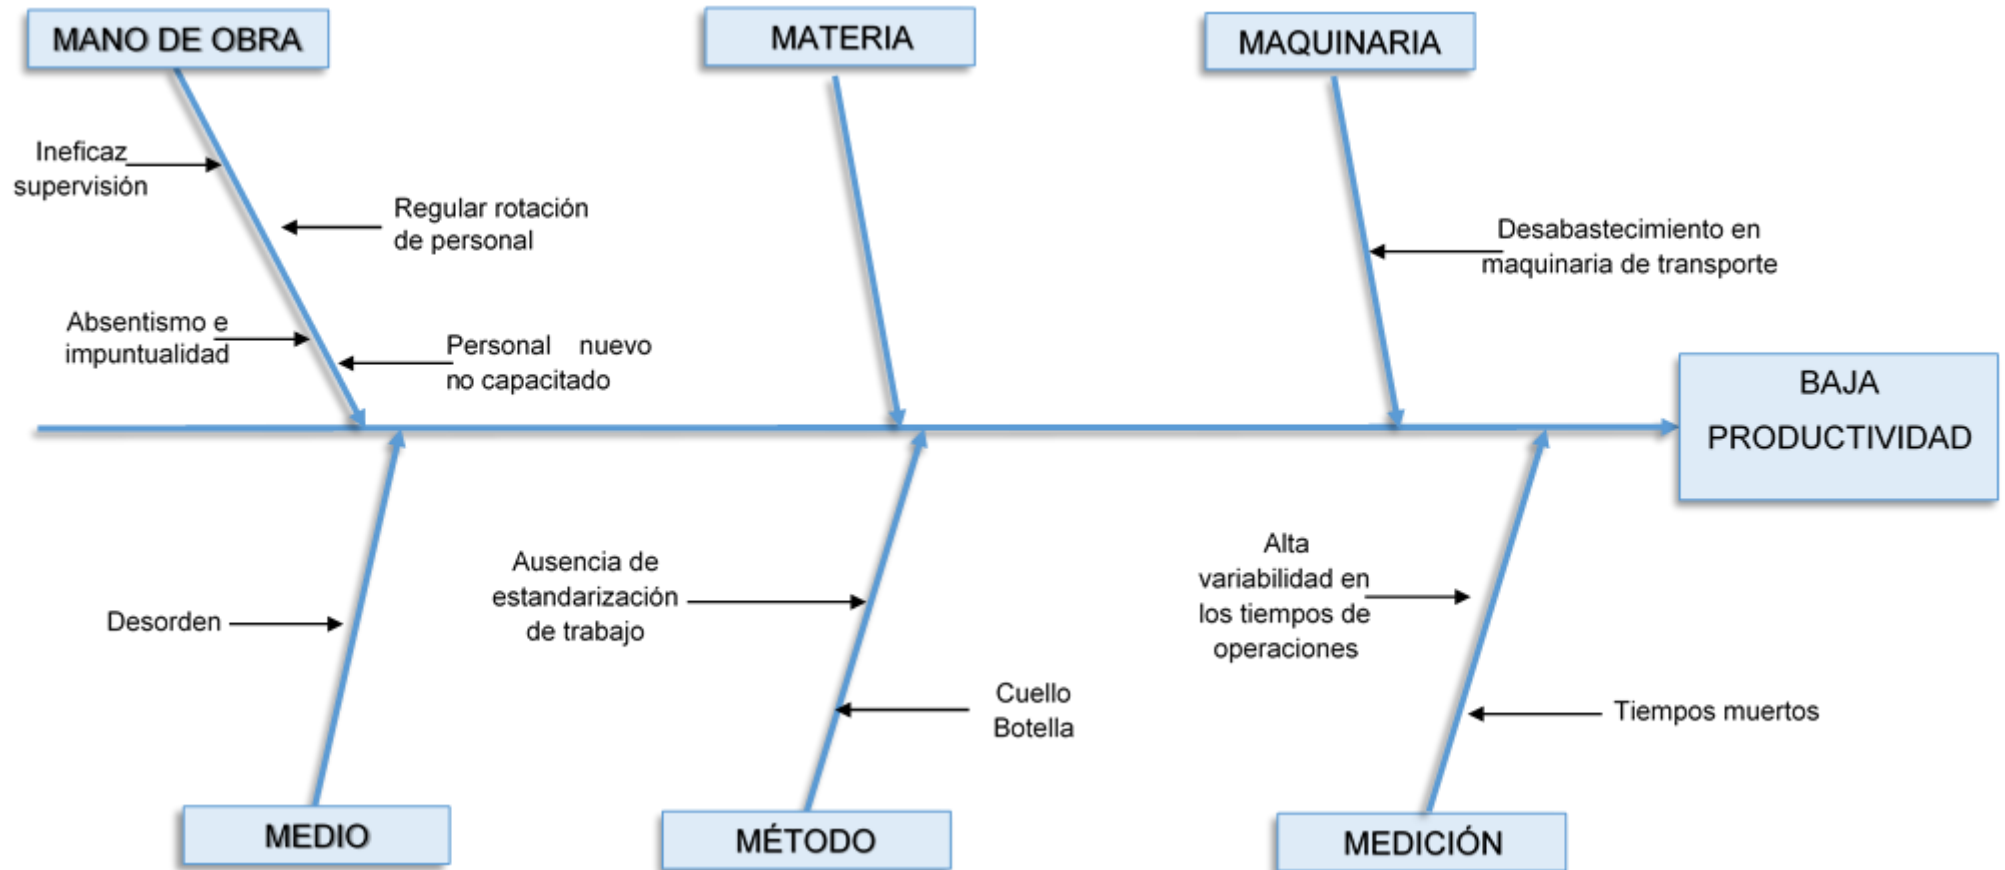 MANO DE OBRA
MATERIA
MAQUINARIA
Ineficaz
supervisión
Regular rotación
de personal
Desabastecimiento en
maquinaria de transporte
Absentismo e
impuntualidad
Personal nuevo
no capacitado
BAJA
PRODUCTIVIDAD
Desorden
Ausencia de
estandarización
de trabajo
Cuello
Botella
Alta
variabilidad en
los tiempos de
operaciones
Tiempos muertos
MEDIO
MÉTODO
MEDICIÓN